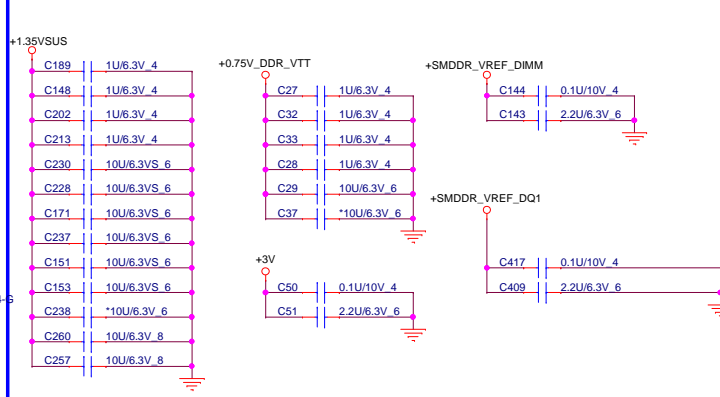 +1.35VSUS
C189 1U/6.3V_4
C148 1U/6.3V_4
C202 1U/6.3V_4
C213 1U/6.3V_4
C230 10U/6.3VS_6
C228 10U/6.3VS_6
C171 10U/6.3VS_6
C237 10U/6.3VS_6
C151 10U/6.3VS_6
C153 10U/6.3VS_6
C238 *10U/6.3V_6
C260 10U/6.3V_8
C257 10U/6.3V_8
+0.75V_DDR_VTT
C27 1U/6.3V_4
C32 1U/6.3V_4
C33 1U/6.3V_4
C28 1U/6.3V_4
C29 10U/6.3V_6
C37 *10U/6.3V_6
+3V
C50 0.1U/10V_4
C51 2.2U/6.3V_6
+SMDDR_VREF_DIMM
C144 0.1U/10V_4
C143 2.2U/6.3V_6
+SMDDR_VREF_DQ1
C417 0.1U/10V_4
C409 2.2U/6.3V_6